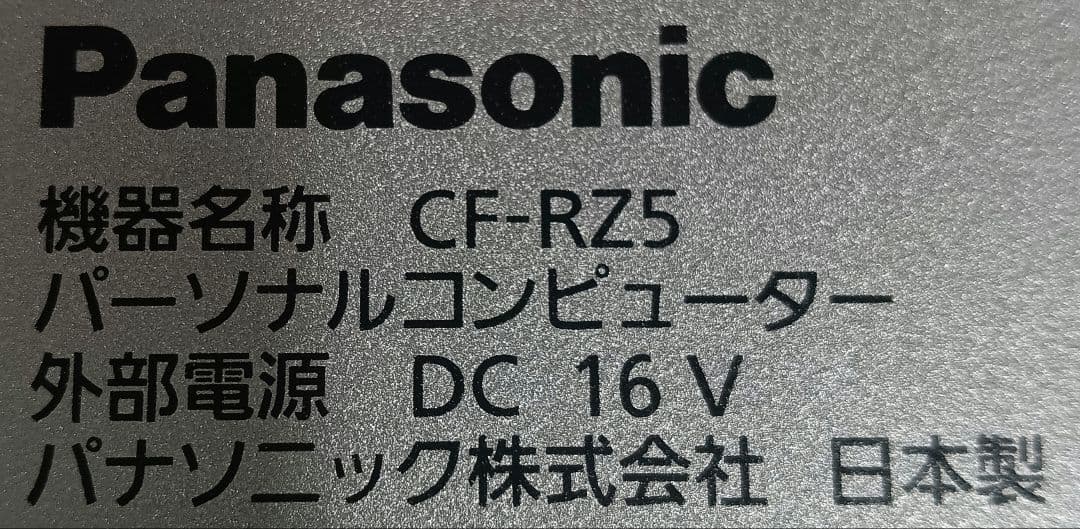 Panasonic
機器名称 CF-RZ5
パーソナルコンピューター
外部電源 DC 16 V
パナソニック株式会社 日本製